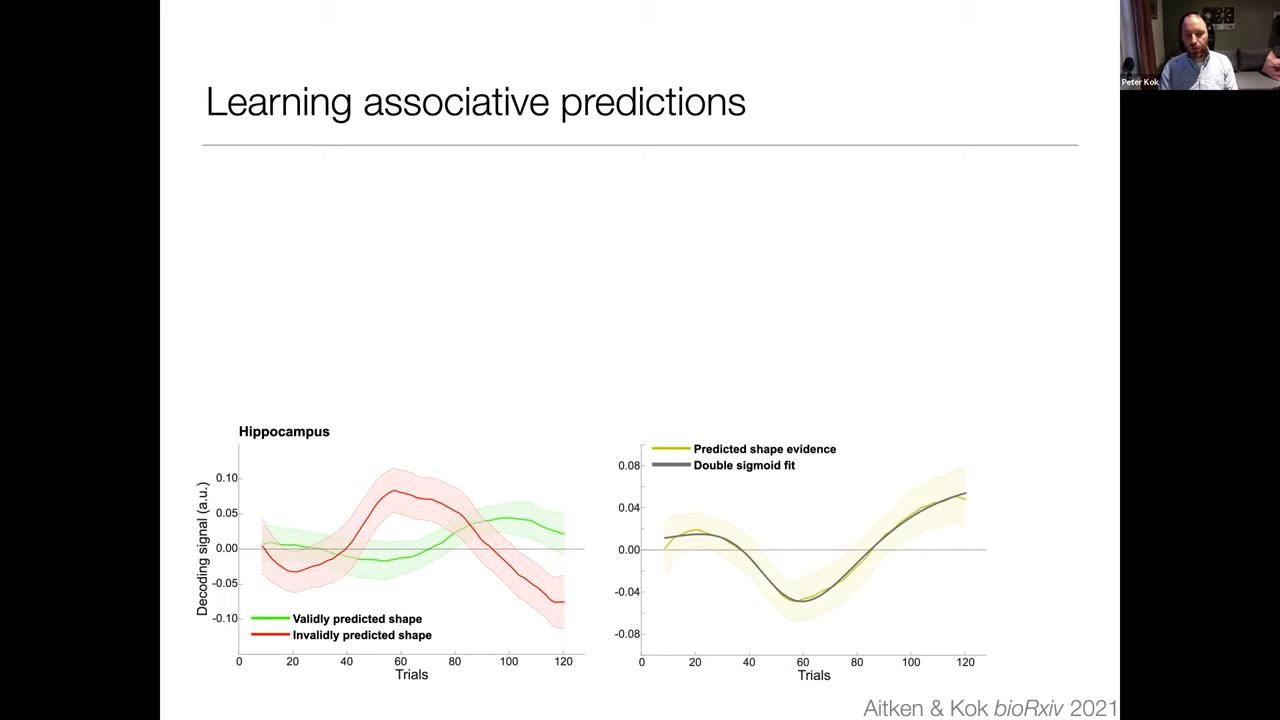 Peter Kok
Learning associative predictions
Hippocampus
Decoding signal (a.u.)
0.10
0.05
0.00
-0.05
-0.10
Validly predicted shape
Invalidly predicted shape
0 20 40 60 80 100 120
Trials
Predicted shape evidence
Double sigmoid fit
0.08
0.04
0.00
-0.04
-0.08
0 20 40 60 80 100 120
Trials
Aitken & Kok bioRxiv 2021